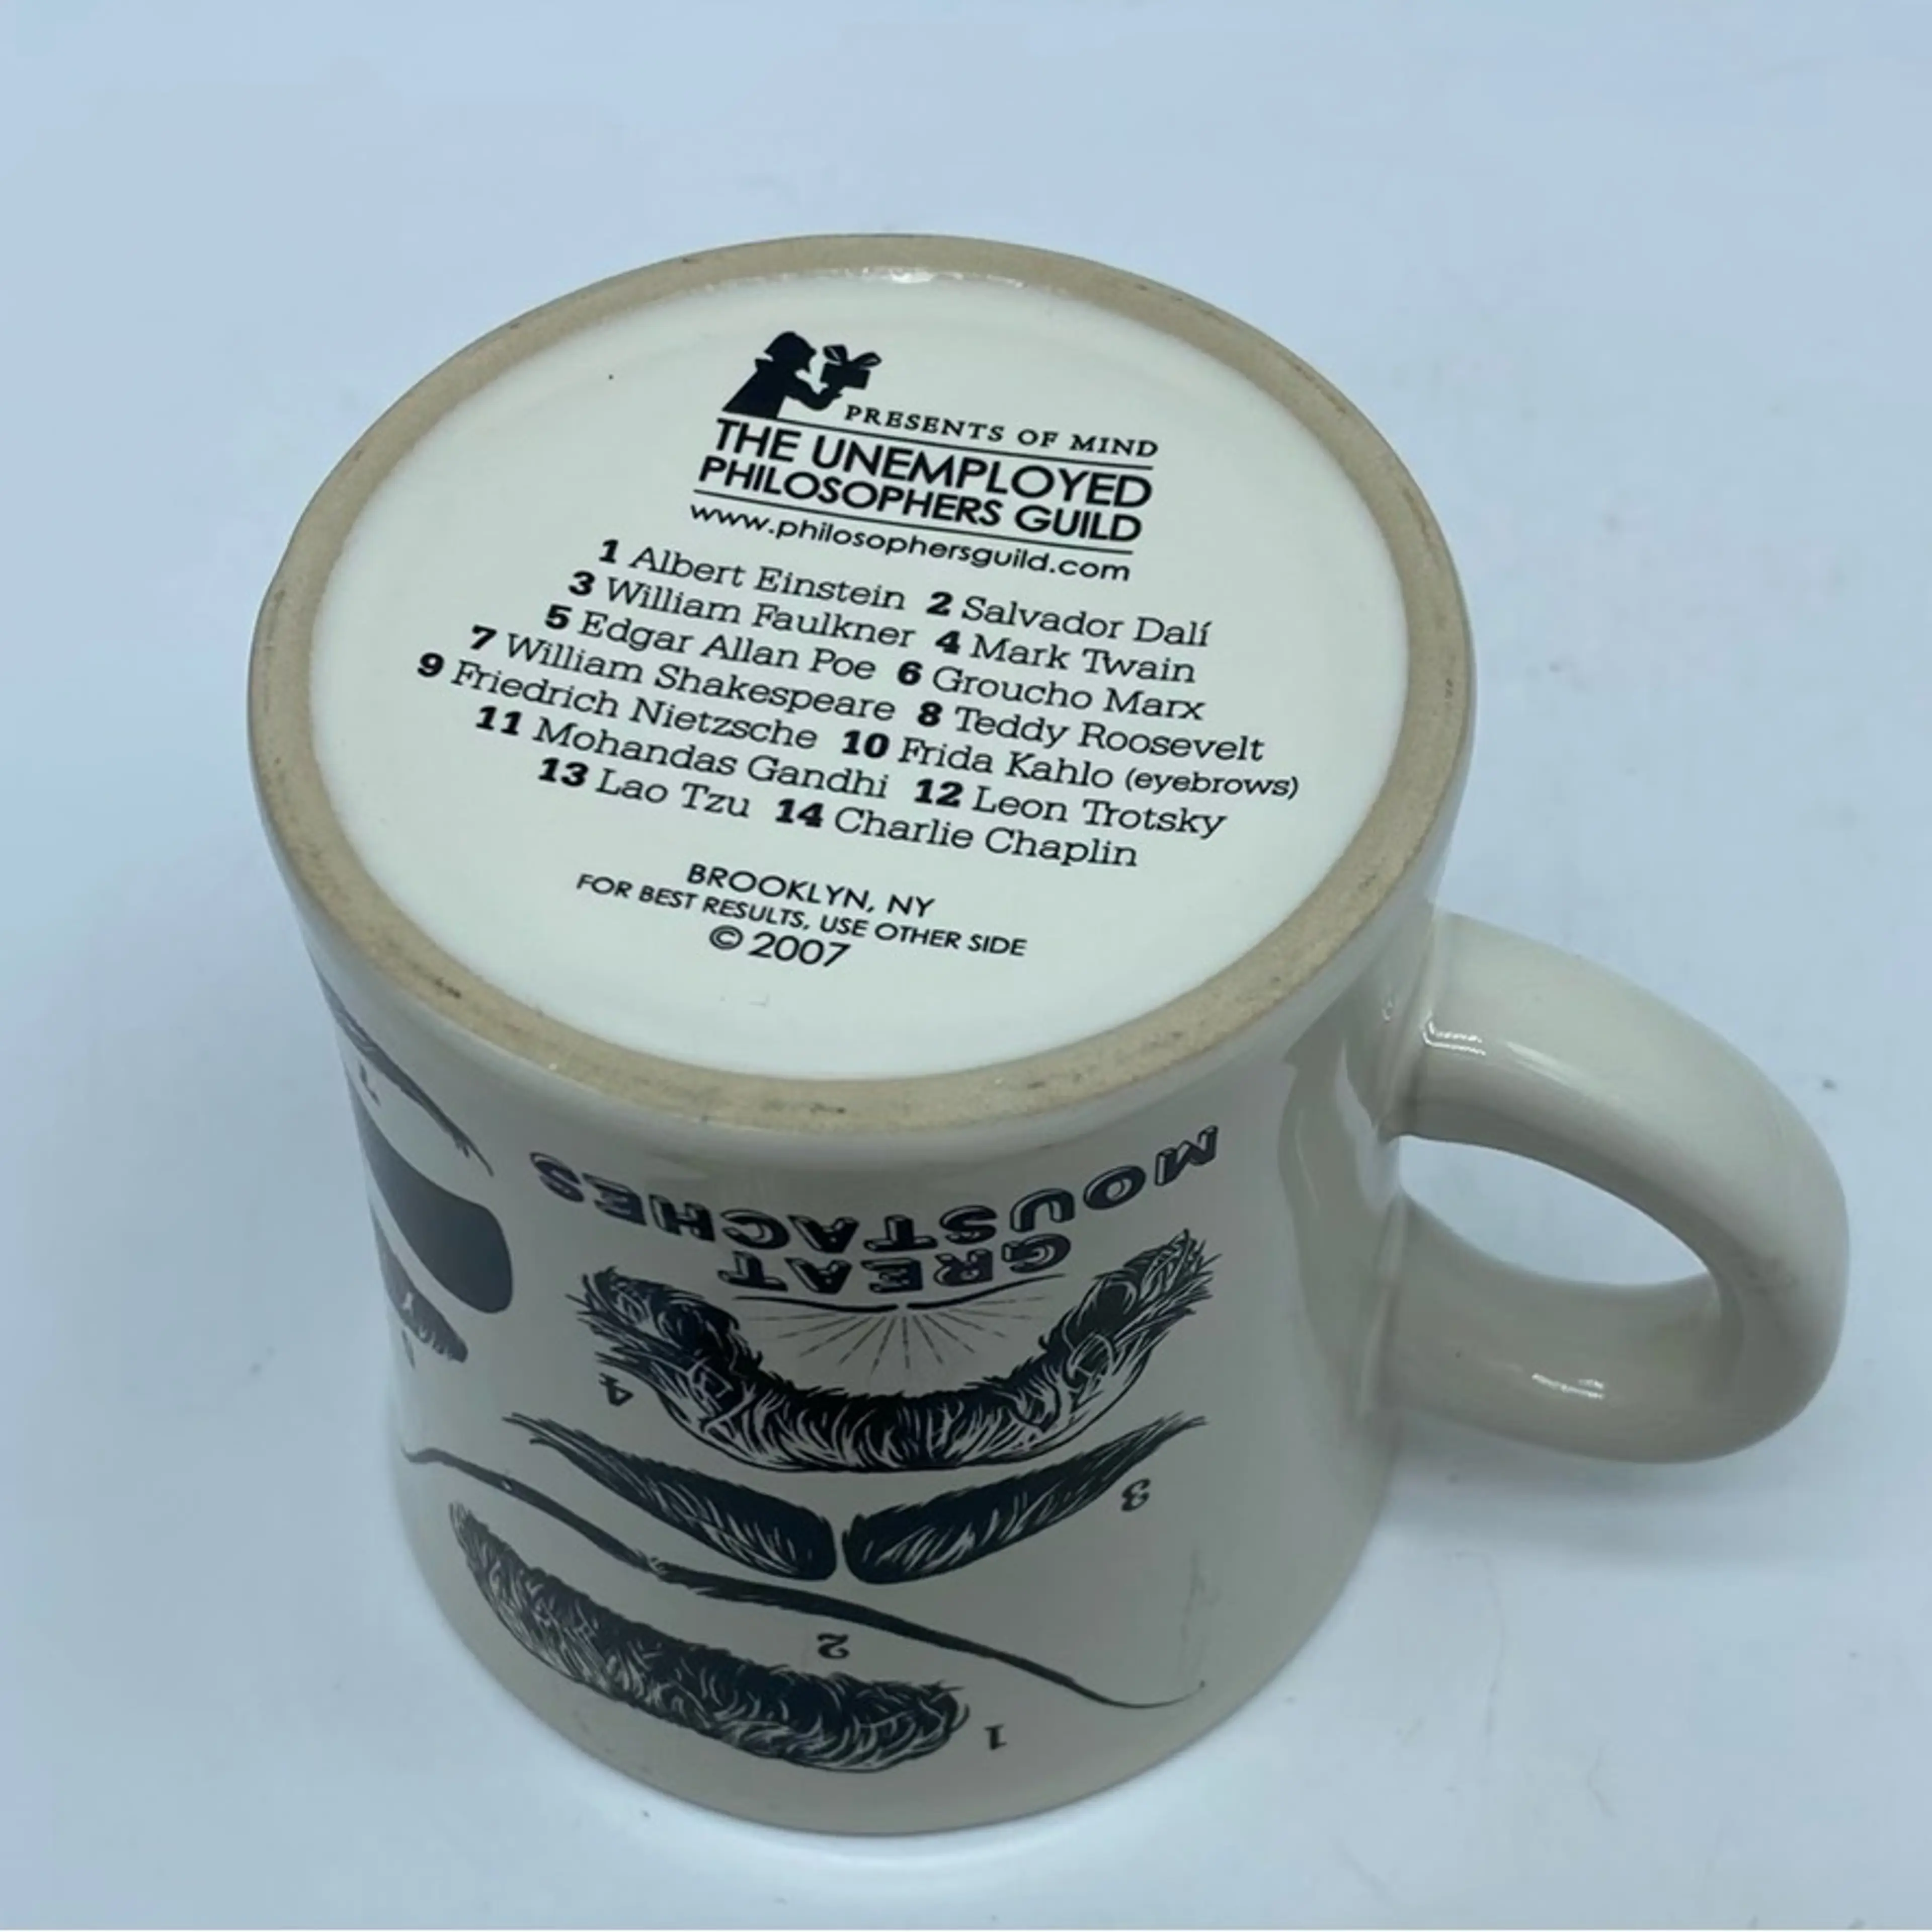 PRESENTS OF MIND
THE UNEMPLOYED
PHILOSOPHERS GUILD
www.philosophersguild.com
1 Albert Einstein 2 Salvador Dalí
3 William Faulkner 4 Mark Twain
5 Edgar Allan Poe 6 Groucho Marx
7 William Shakespeare 8 Teddy Roosevelt
9 Friedrich Nietzsche 10 Frida Kahlo (eyebrows)
11 Mohandas Gandhi 12 Leon Trotsky
13 Lao Tzu 14 Charlie Chaplin
BROOKLYN, NY
FOR BEST RESULTS, USE OTHER SIDE
© 2007
1
2
3
4
GREAT
MOUSTACHES